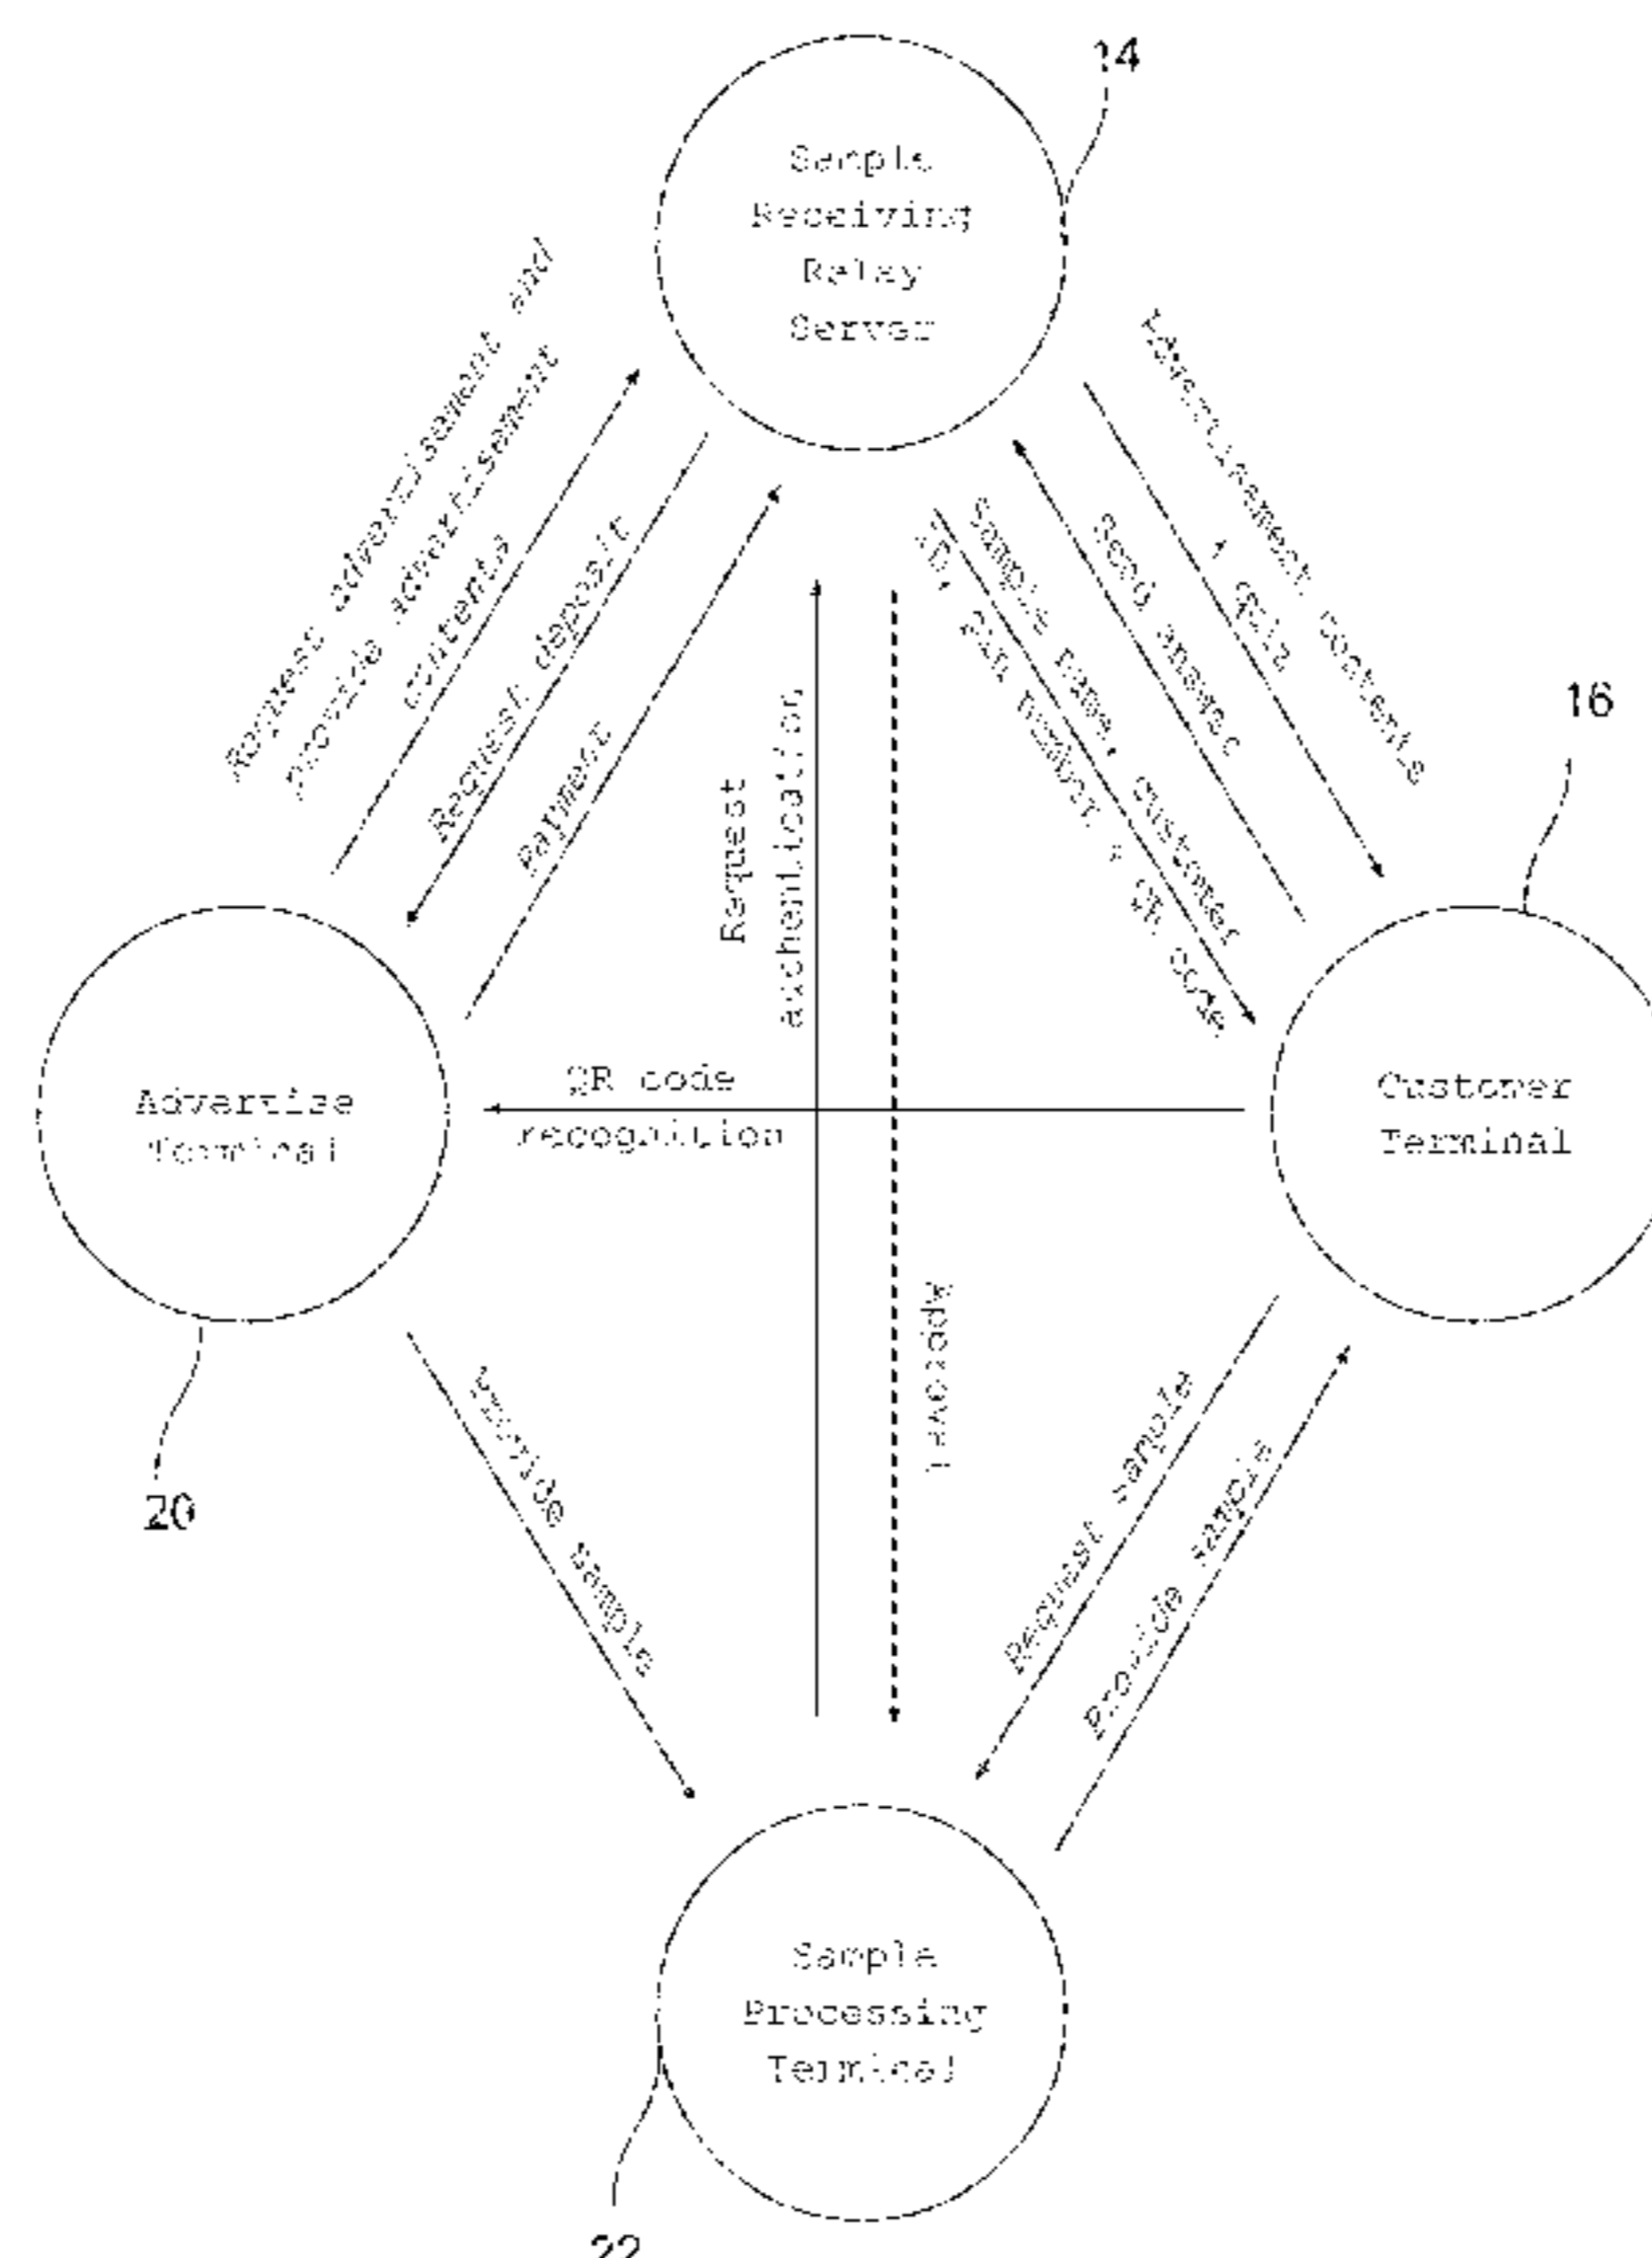 14
Sample
Receiving
Relay
Server
Request advertisement and
provide advertisement
contents
Request deposit
Payment
Request
authentication
Approval
contents
+ quiz
Send answer
Sample name, customer
ID, Pin number + QR code
16
Customer
Terminal
QR code
recognition
Advertise
Terminal
20
Provide sample
Request sample
Provide sample
Sample
Processing
Terminal
22